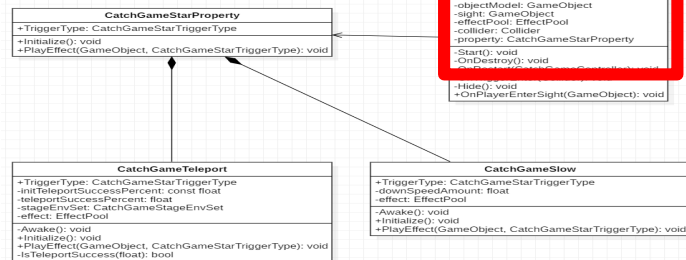 CatchGameStarProperty
+TriggerType: CatchGameStarTriggerType
+Initialize(): void
+PlayEffect(GameObject, CatchGameStarTriggerType): void
-objectModel: GameObject
-sight: GameObject
-effectPool: EffectPool
-collider: Collider
-property: CatchGameStarProperty
-Start(): void
-OnDestroy(): void
-Hide(): void
+OnPlayerEnterSight(GameObject): void
CatchGameTeleport
+TriggerType: CatchGameStarTriggerType
-initTeleportSuccessPercent: const float
-teleportSuccessPercent: float
-stageEnvSet: CatchGameStageEnvSet
-effect: EffectPool
-Awake(): void
+Initialize(): void
+PlayEffect(GameObject, CatchGameStarTriggerType): void
-IsTeleportSuccess(float): bool
CatchGameSlow
+TriggerType: CatchGameStarTriggerType
-downSpeedAmount: float
-effect: EffectPool
-Awake(): void
+Initialize(): void
+PlayEffect(GameObject, CatchGameStarTriggerType): void